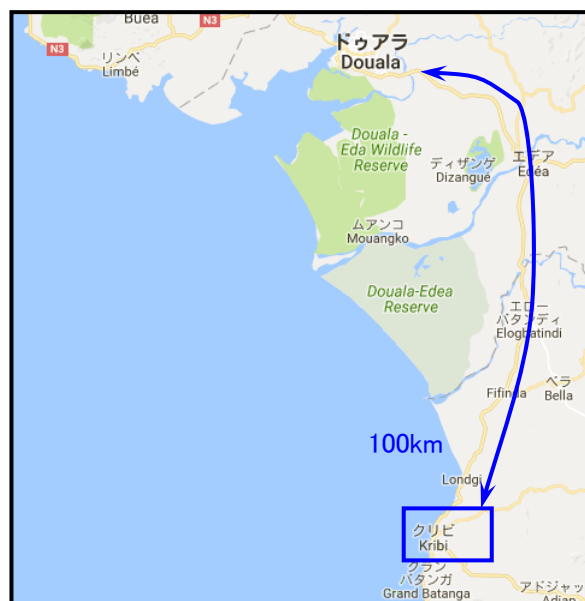 Buea
N3
N3
リンベ
Limbé
ドゥアラ
Douala
Douala -
Eda Wildlife
Reserve
ディザンゲ
Dizangué
エデア
Edéa
ムアンコ
Mouangko
Douala-Edea
Reserve
エロー
バタンディ
Elogbatindi
ベラ
Bella
Fifinda
100km
Londgi
クリビ
Kribi
グラン
バタンガ
Grand Batanga
アドジャッ